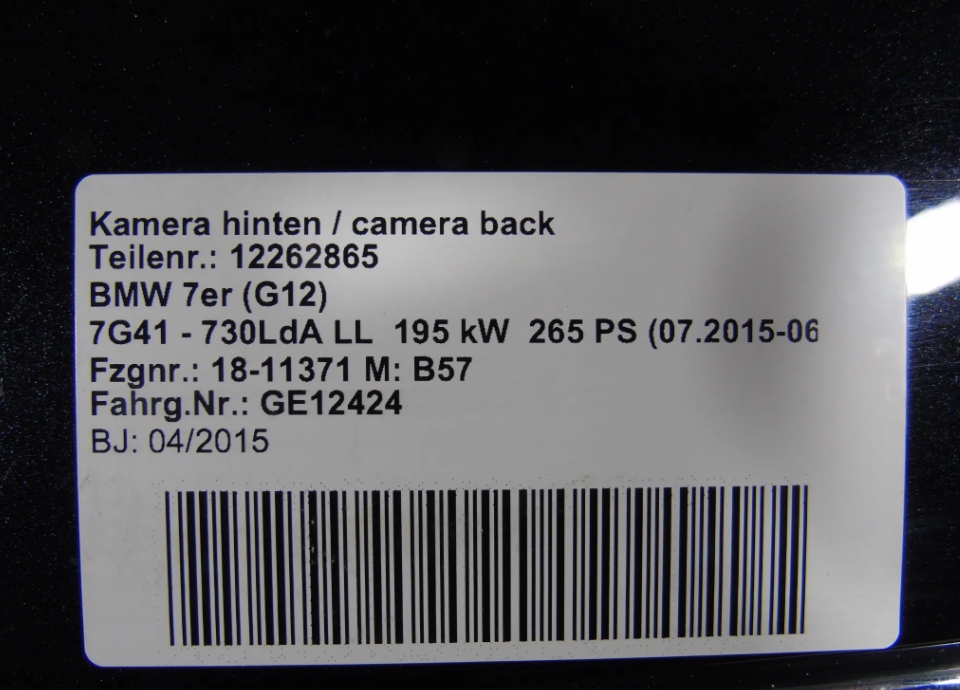 Kamera hinten / camera back
Teilenr.: 12262865
BMW 7er (G12)
7G41 - 730LdA LL 195 kW 265 PS (07.2015-06
Fzgnr.: 18-11371 M: B57
Fahrg.Nr.: GE12424
BJ: 04/2015